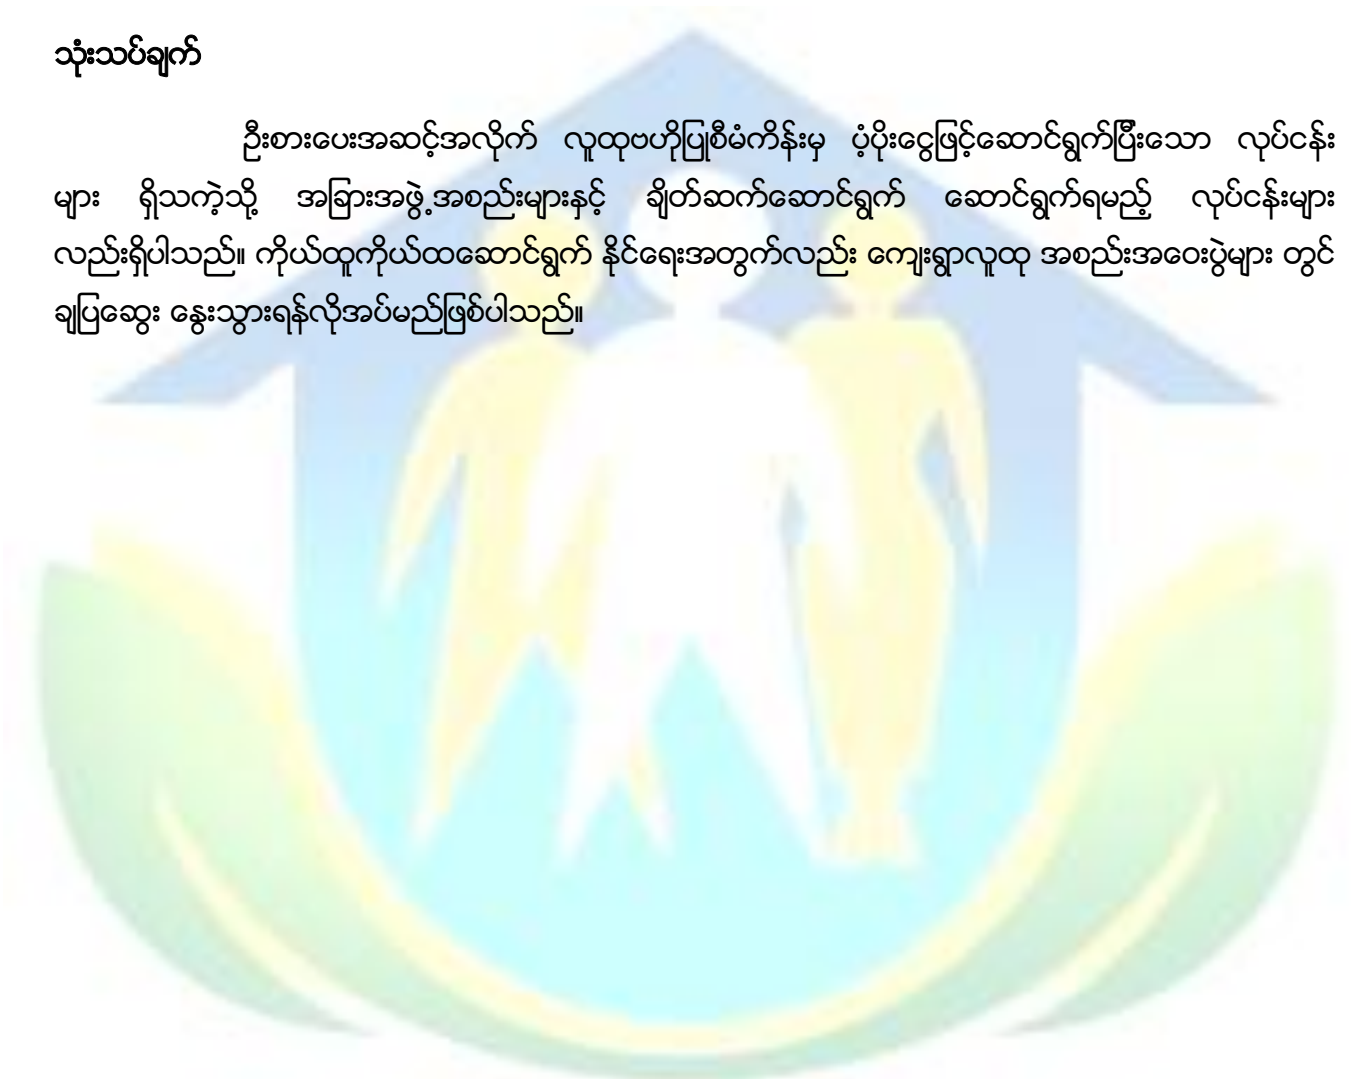 သုံးသပ်ချက်
ဦးစားပေးအဆင့်အလိုက် လူထုဗဟိုပြုစီမံကိန်းမှ ပံ့ပိုးငွေဖြင့်ဆောင်ရွက်ပြီးသော လုပ်ငန်း
များ ရှိသကဲ့သို့ အခြားအဖွဲ့အစည်းများနှင့် ချိတ်ဆက်ဆောင်ရွက် ဆောင်ရွက်ရမည့် လုပ်ငန်းများ
လည်းရှိပါသည်။ ကိုယ်ထူကိုယ်ထဆောင်ရွက် နိုင်ရေးအတွက်လည်း ကျေးရွာလူထု အစည်းအဝေးပွဲများ တွင်
ချပြဆွေး နွေးသွားရန်လိုအပ်မည်ဖြစ်ပါသည်။